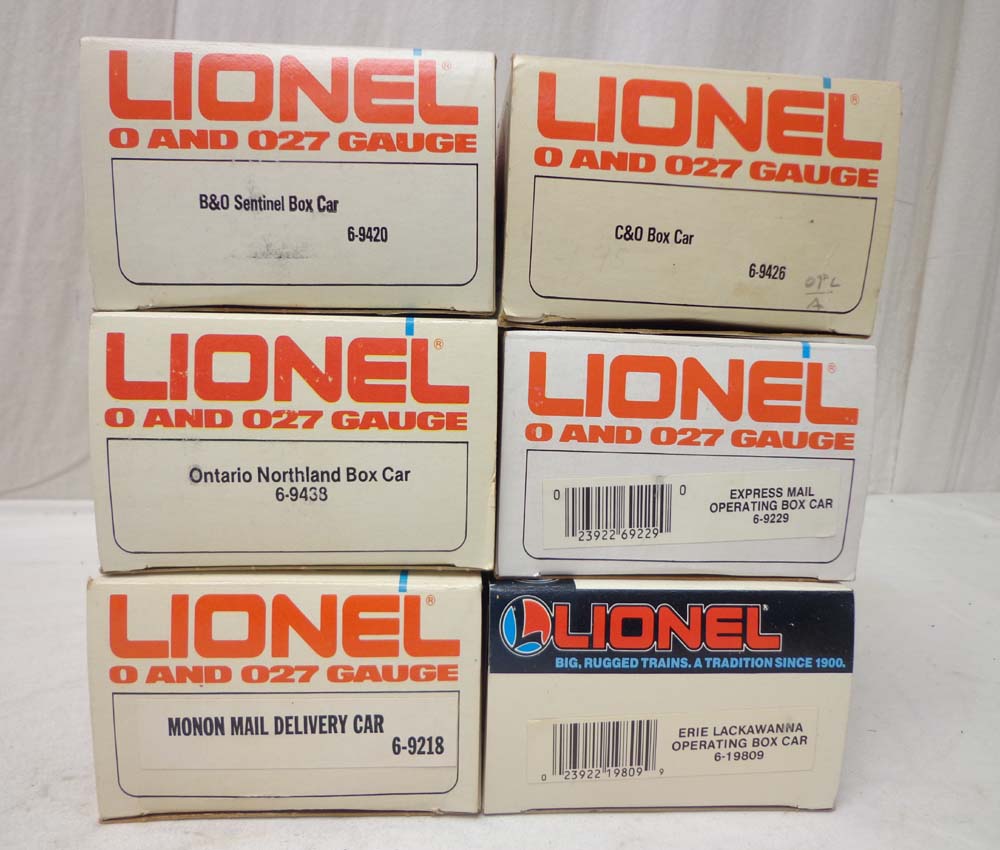 LIONEL®
O AND O27 GAUGE
B&O Sentinel Box Car
6-9420
LIONEL®
O AND O27 GAUGE
C&O Box Car
6-9426
LIONEL®
O AND O27 GAUGE
Ontario Northland Box Car
6-9438
LIONEL®
O AND O27 GAUGE
0 23922 69229 0
EXPRESS MAIL
OPERATING BOX CAR
6-9229
LIONEL®
O AND O27 GAUGE
MONON MAIL DELIVERY CAR
6-9218
LIONEL®
BIG, RUGGED TRAINS. A TRADITION SINCE 1900.
0 23922 19809 9
ERIE LACKAWANNA
OPERATING BOX CAR
6-19809